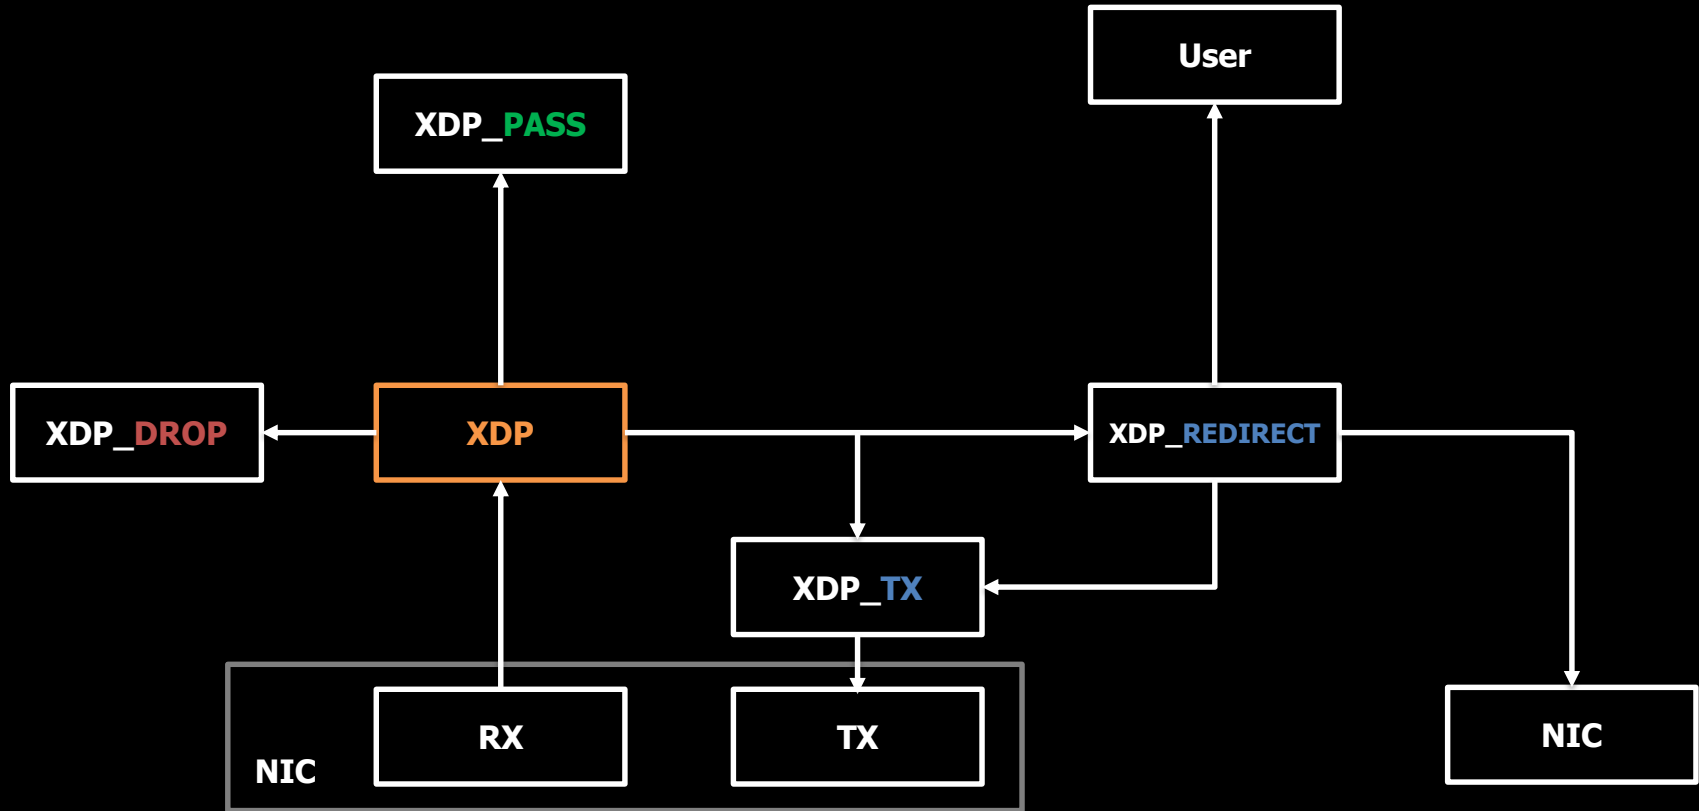 User
XDP_PASS
XDP_DROP
XDP
XDP_REDIRECT
XDP_TX
RX
TX
NIC
NIC